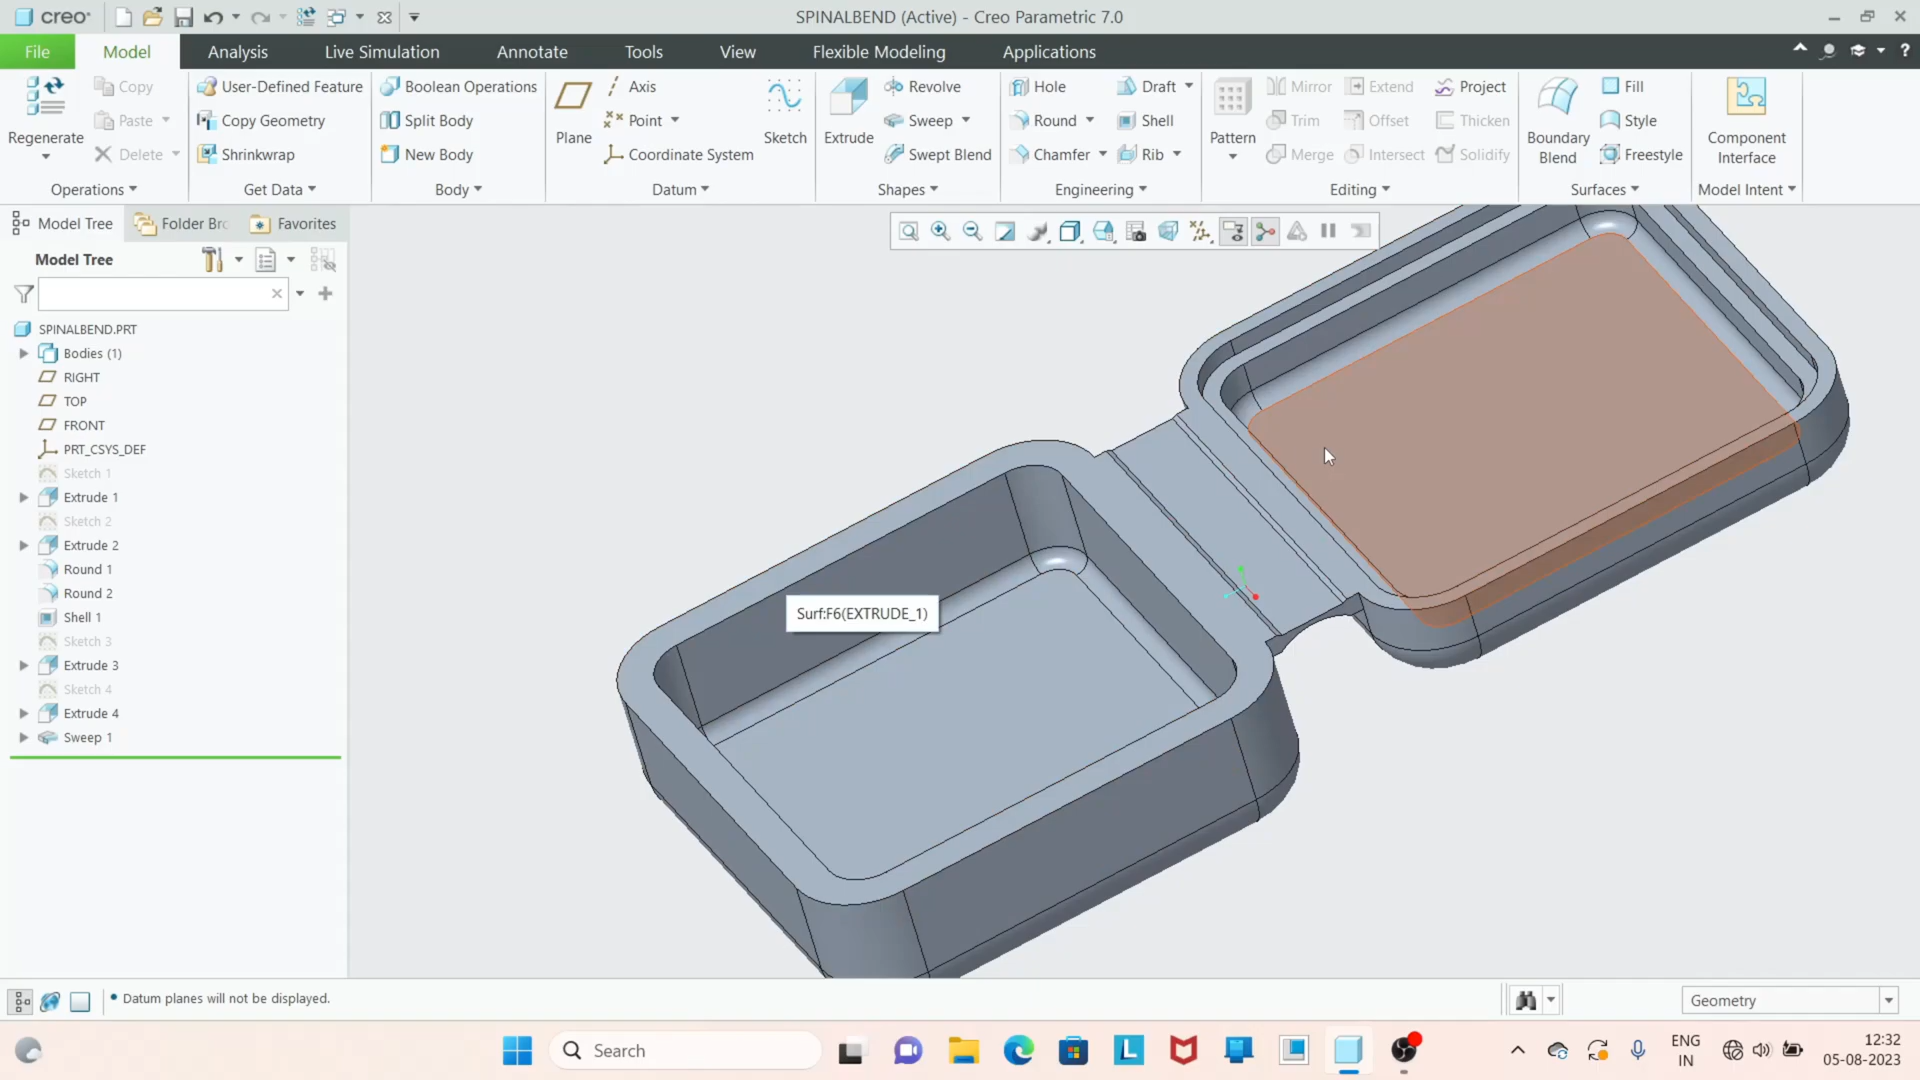 creo
SPINALBEND (Active) - Creo Parametric 7.0
File Model Analysis Live Simulation Annotate Tools View Flexible Modeling Applications
Regenerate
Copy
Paste
Delete
Operations
User-Defined Feature
Copy Geometry
Shrinkwrap
Get Data
Boolean Operations
Split Body
New Body
Body
Plane
Axis
Point
Coordinate System
Sketch
Datum
Extrude
Revolve
Sweep
Swept Blend
Shapes
Hole
Round
Chamfer
Draft
Shell
Rib
Engineering
Pattern
Mirror
Trim
Merge
Extend
Offset
Intersect
Project
Thicken
Solidify
Editing
Boundary
Blend
Fill
Style
Freestyle
Surfaces
Component
Interface
Model Intent
Model Tree Folder Brc Favorites
Model Tree
SPINALBEND.PRT
Bodies (1)
RIGHT
TOP
FRONT
PRT_CSYS_DEF
Sketch 1
Extrude 1
Sketch 2
Extrude 2
Round 1
Round 2
Shell 1
Sketch 3
Extrude 3
Sketch 4
Extrude 4
Sweep 1
Surf:F6(EXTRUDE_1)
• Datum planes will not be displayed.
Geometry
Search
ENG
IN
12:32
05-08-2023